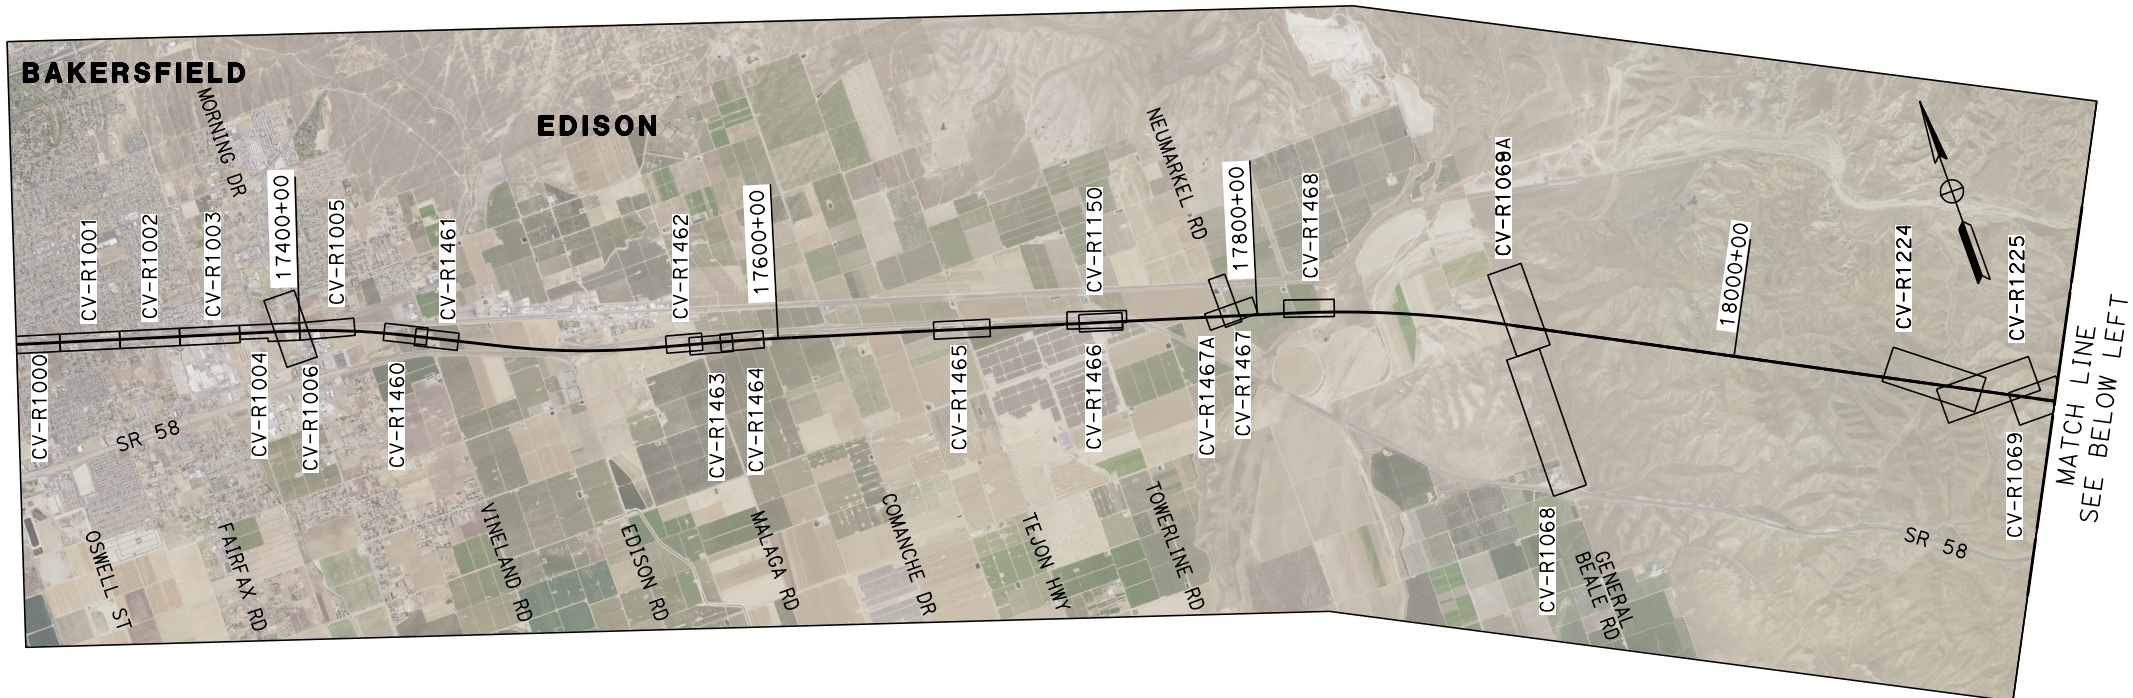 BAKERSFIELD
EDISON
MORNING DR
NEUMARKEL RD
CV-R1001
CV-R1002
CV-R1003
17400+00
CV-R1005
CV-R1461
CV-R1462
17600+00
CV-R1150
17800+00
CV-R1468
CV-R1069A
18000+00
CV-R1224
CV-R1225
CV-R1000
CV-R1004
CV-R1006
CV-R1460
CV-R1463
CV-R1464
CV-R1465
CV-R1466
CV-R1467A
CV-R1467
CV-R1068
CV-R1069
SR 58
SR 58
OSWELL ST
FAIRFAX RD
VINELAND RD
EDISON RD
MALAGA RD
COMANCHE DR
TEJON HWY
TOWERLINE RD
GENERAL
BEALE RD
MATCH LINE
SEE BELOW LEFT